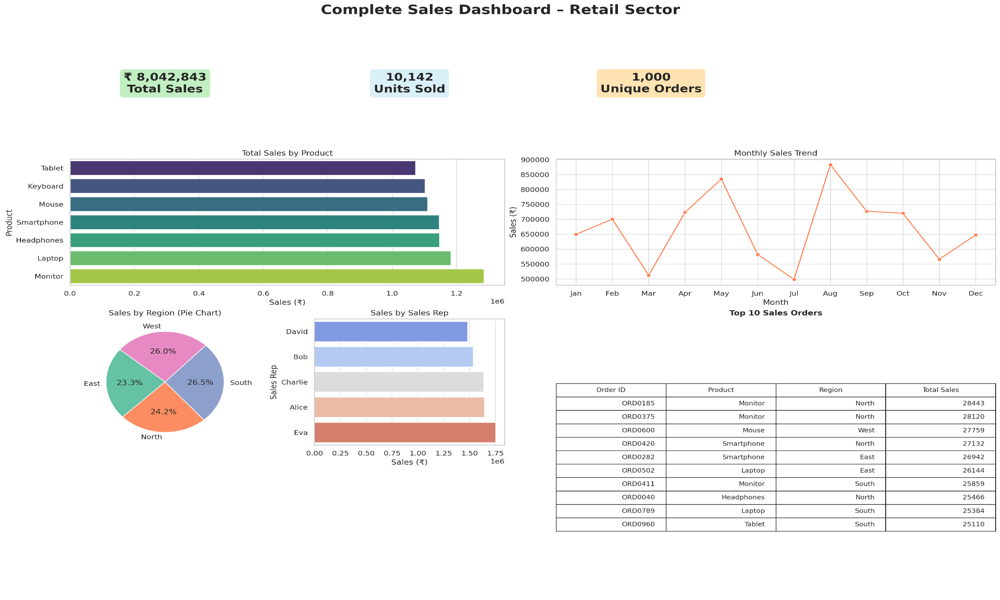 Complete Sales Dashboard – Retail Sector
₹ 8,042,843
Total Sales
10,142
Units Sold
1,000
Unique Orders
Total Sales by Product
Product
Tablet
Keyboard
Mouse
Smartphone
Headphones
Laptop
Monitor
0.0 0.2 0.4 0.6 0.8 1.0 1.2
1e6
Sales (₹)
Monthly Sales Trend
Sales (₹)
900000
850000
800000
750000
700000
650000
600000
550000
500000
Jan Feb Mar Apr May Jun Jul Aug Sep Oct Nov Dec
Month
Sales by Region (Pie Chart)
West
26.0%
East
23.3%
26.5%
South
24.2%
North
Sales by Sales Rep
Sales Rep
David
Bob
Charlie
Alice
Eva
0.00 0.25 0.50 0.75 1.00 1.25 1.50 1.75
1e6
Sales (₹)
Top 10 Sales Orders
Order ID Product Region Total Sales
ORD0185 Monitor North 28443
ORD0375 Monitor North 28120
ORD0600 Mouse West 27759
ORD0420 Smartphone North 27132
ORD0282 Smartphone East 26942
ORD0502 Laptop East 26144
ORD0411 Monitor South 25859
ORD0040 Headphones North 25466
ORD0789 Laptop South 25384
ORD0960 Tablet South 25110